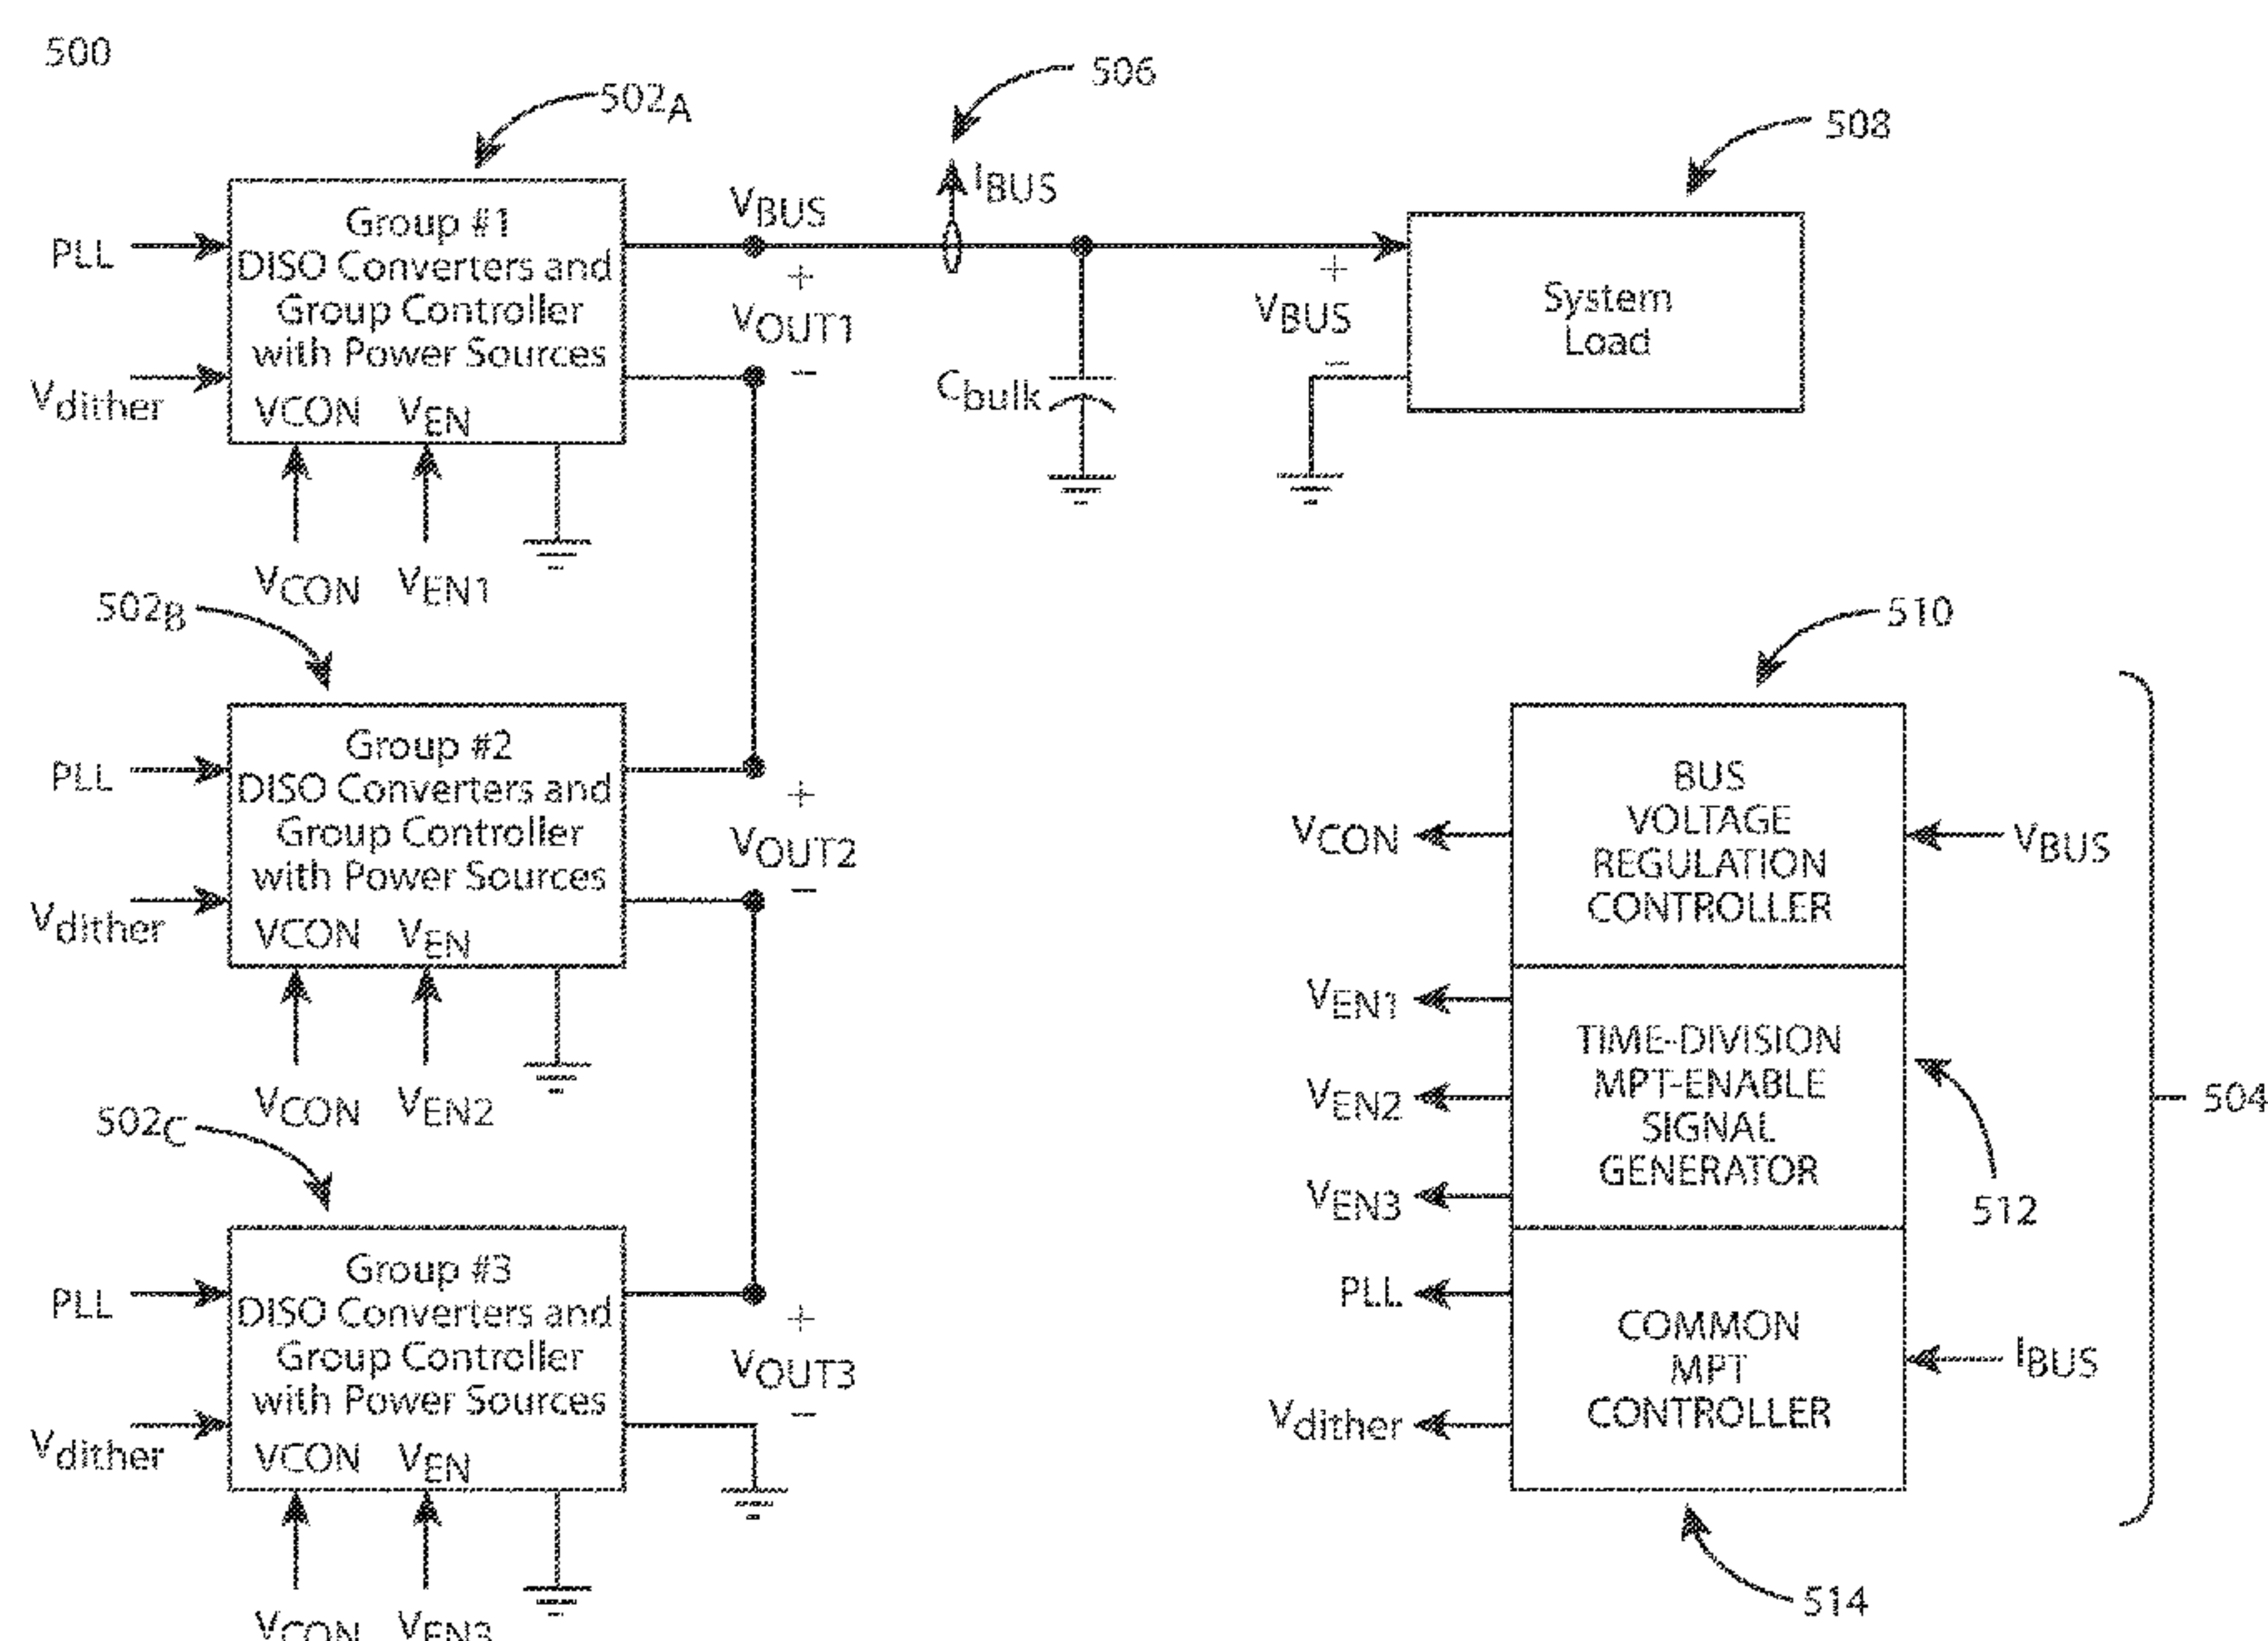 500
506
502A
508
IBUS
VBUS
Group #1
DISO Converters and
Group Controller
with Power Sources
VCON VEN
PLL
Vdither
+
VOUT1
−
Cbulk
+
VBUS
−
System
Load
VCON VEN1
502B
Group #2
DISO Converters and
Group Controller
with Power Sources
VCON VEN
PLL
Vdither
+
VOUT2
−
VCON VEN2
502C
Group #3
DISO Converters and
Group Controller
with Power Sources
VCON VEN
PLL
Vdither
+
VOUT3
−
VCON VEN3
510
BUS
VOLTAGE
REGULATION
CONTROLLER
VCON
VBUS
VEN1
VEN2
VEN3
TIME-DIVISION
MPT-ENABLE
SIGNAL
GENERATOR
504
512
PLL
Vdither
COMMON
MPT
CONTROLLER
IBUS
514